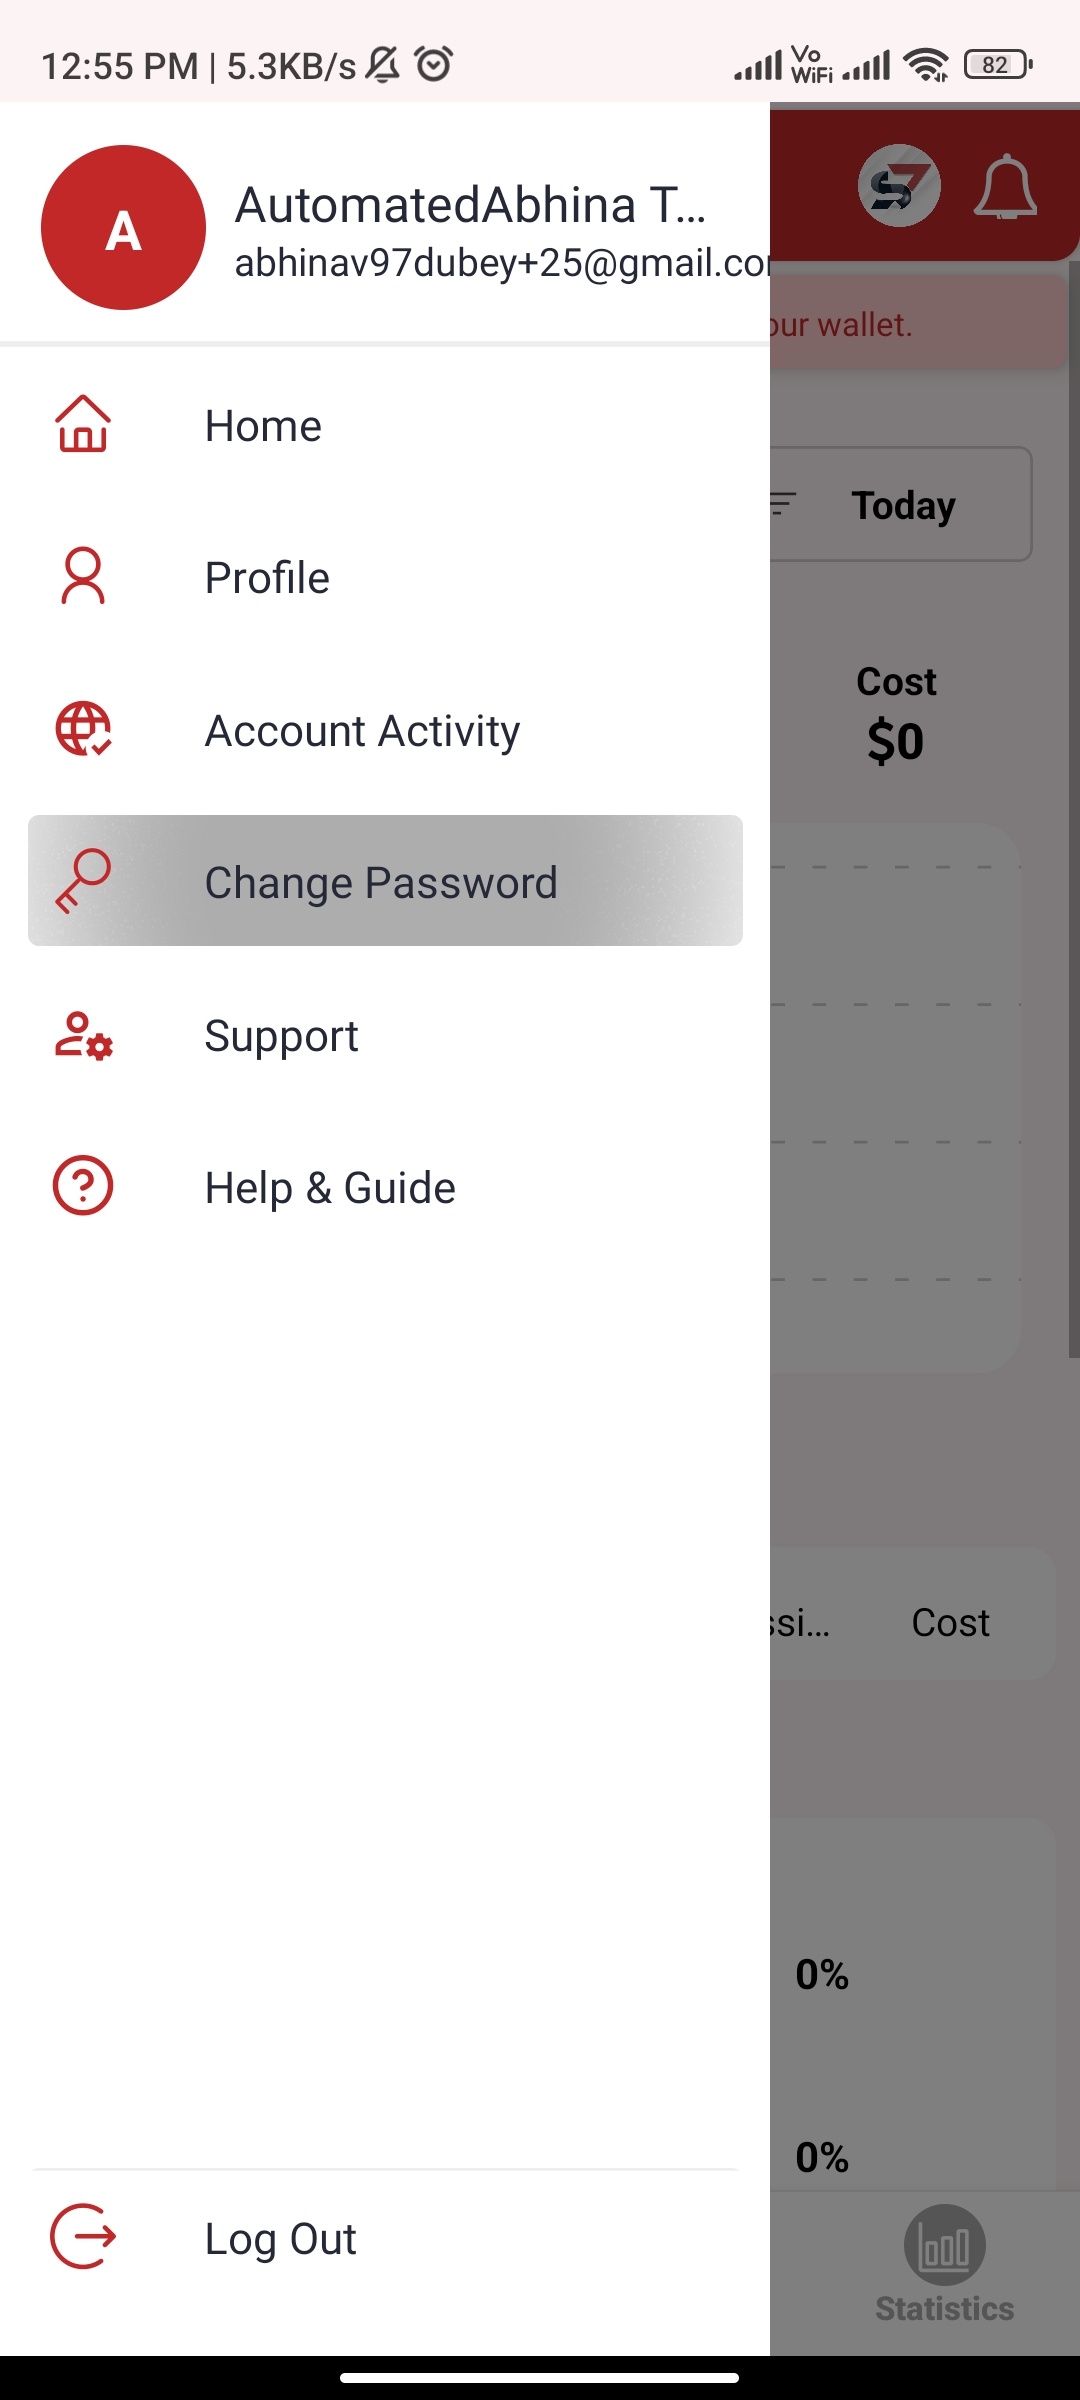 12:55 PM | 5.3KB/s Vo WiFi 82
A
AutomatedAbhina T...
abhinav97dubey+25@gmail.co
our wallet.
Home
Today
Profile
Cost
$0
Account Activity
Change Password
Support
Help & Guide
ssi... Cost
0%
0%
Log Out
Statistics